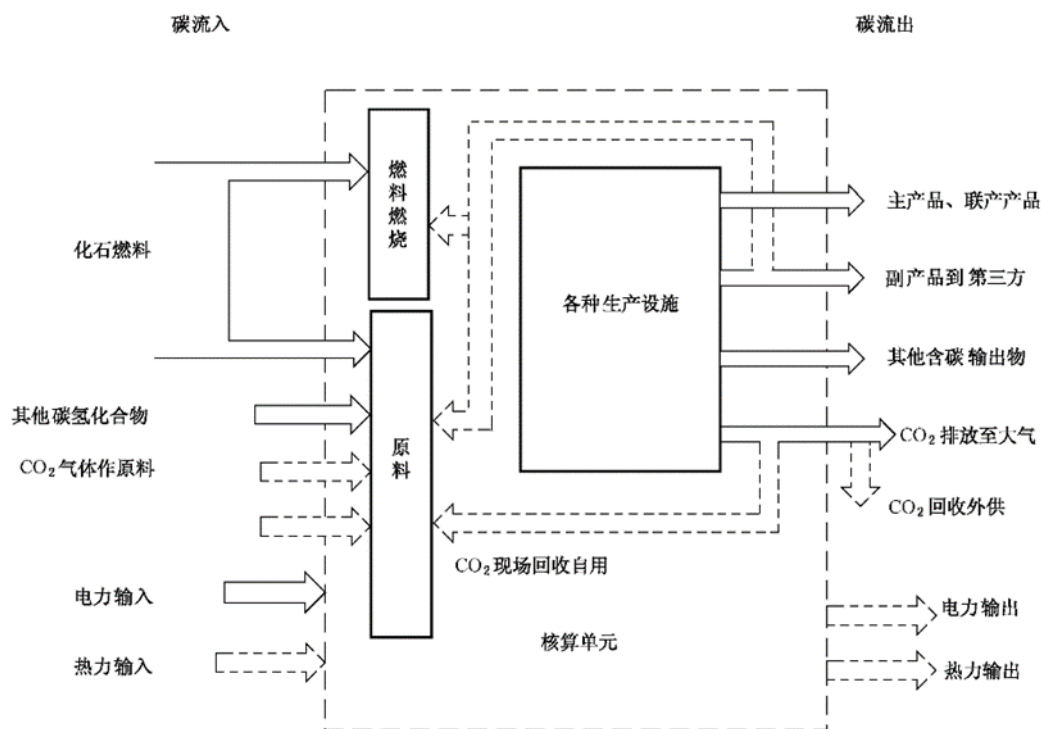 碳流入
碳流出
燃料燃烧
主产品、联产产品
化石燃料
副产品到第三方
各种生产设施
其他含碳输出物
其他碳氢化合物
原料
CO₂排放至大气
CO₂气体作原料
CO₂回收外供
CO₂现场回收自用
电力输入
电力输出
核算单元
热力输入
热力输出